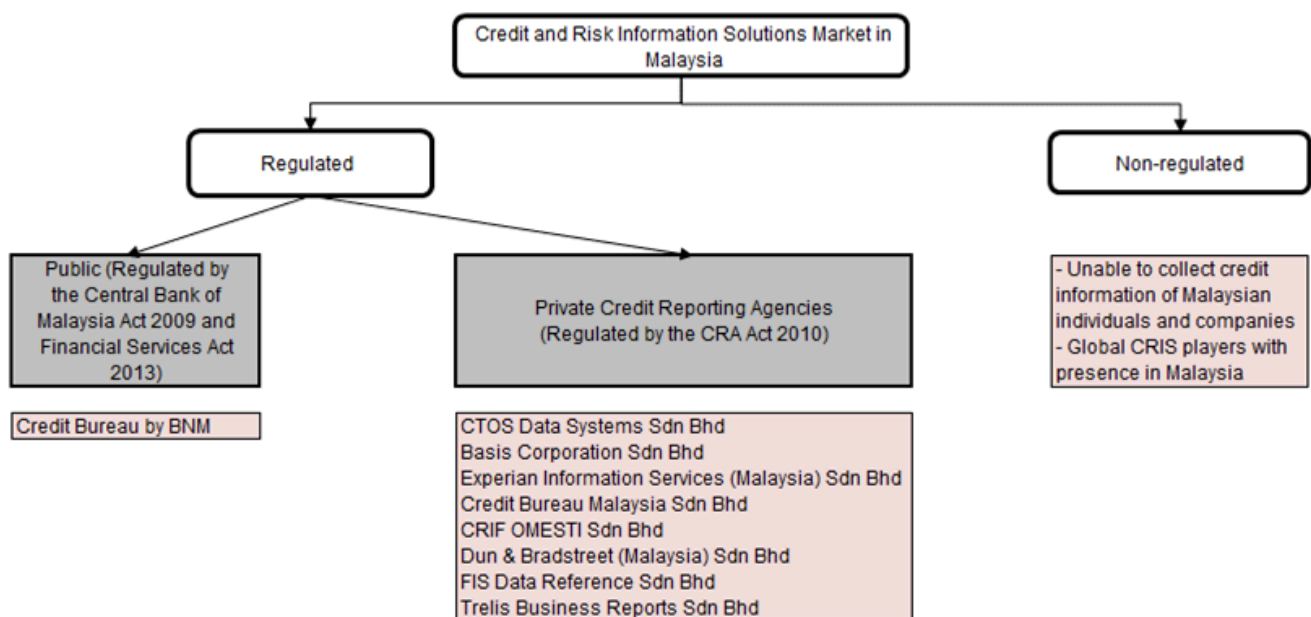 Credit and Risk Information Solutions Market in
Malaysia
Regulated
Non-regulated
Public (Regulated by
the Central Bank of
Malaysia Act 2009 and
Financial Services Act
2013)
Private Credit Reporting Agencies
(Regulated by the CRA Act 2010)
- Unable to collect credit
information of Malaysian
individuals and companies
- Global CRIS players with
presence in Malaysia
Credit Bureau by BNM
CTOS Data Systems Sdn Bhd
Basis Corporation Sdn Bhd
Experian Information Services (Malaysia) Sdn Bhd
Credit Bureau Malaysia Sdn Bhd
CRIF OMESTI Sdn Bhd
Dun & Bradstreet (Malaysia) Sdn Bhd
FIS Data Reference Sdn Bhd
Trelis Business Reports Sdn Bhd